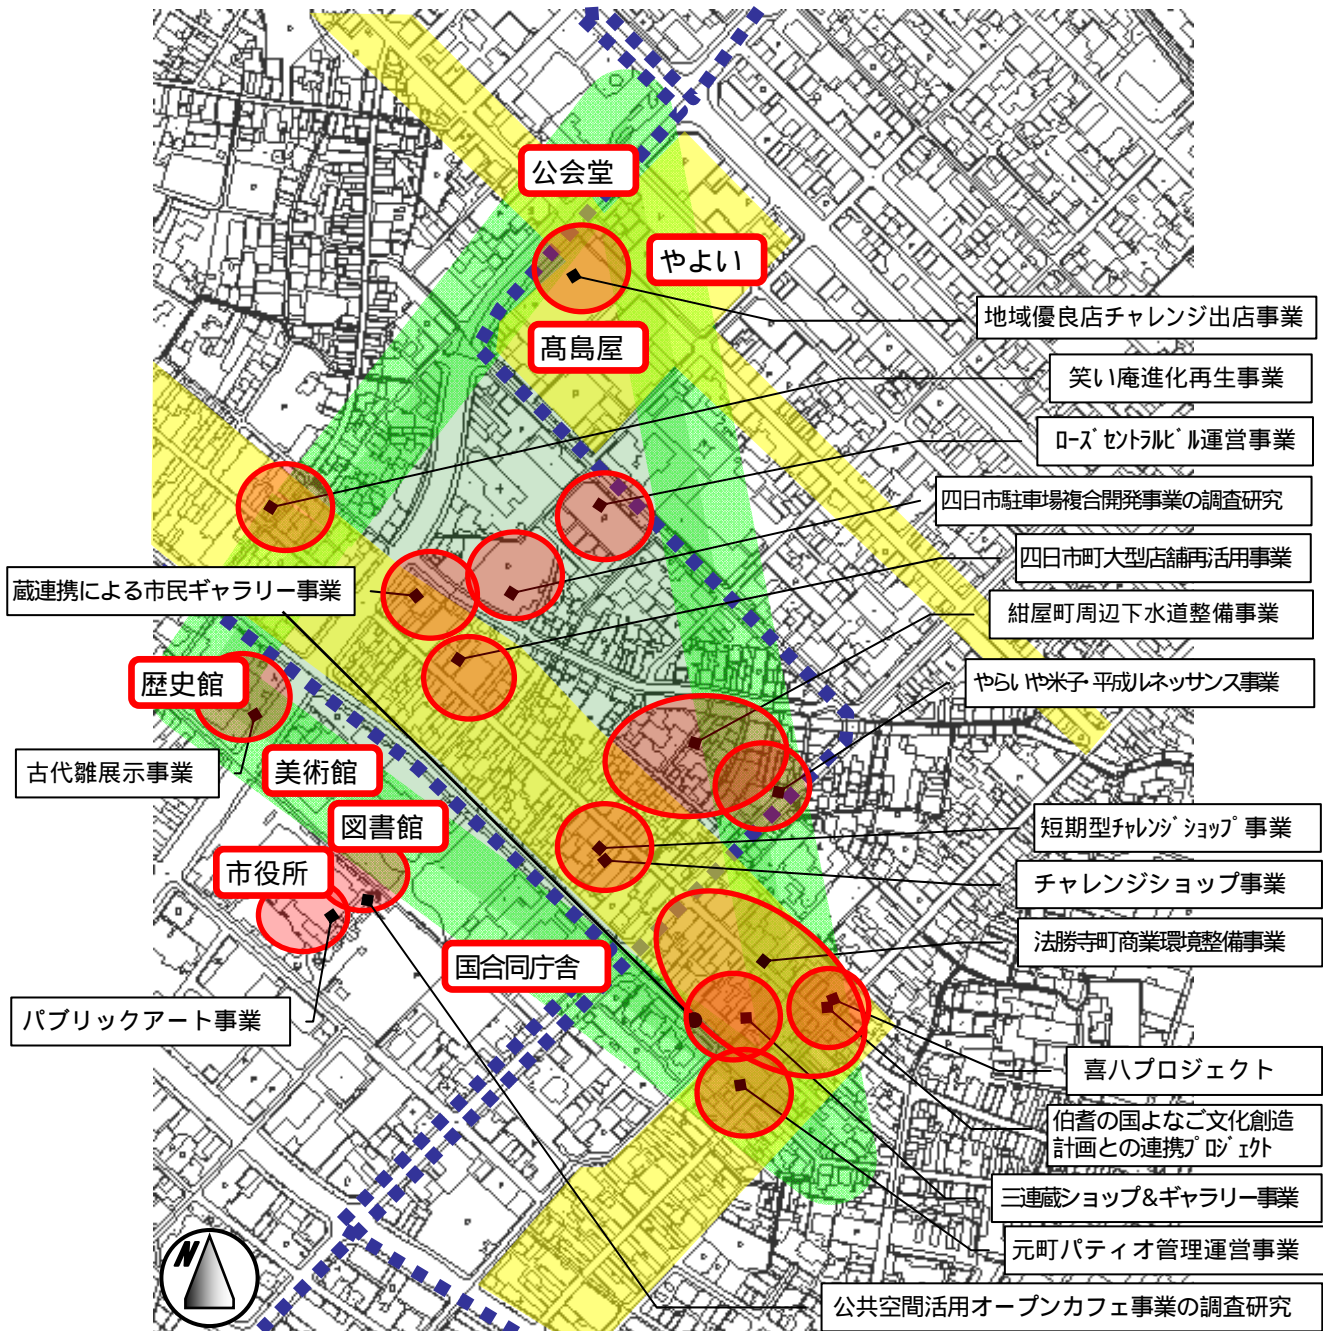 公会堂
やよい
地域優良店チャレンジ出店事業
髙島屋
笑い庵進化再生事業
ローズセントラルビル運営事業
四日市駐車場複合開発事業の調査研究
四日市町大型店舗再活用事業
蔵連携による市民ギャラリー事業
紺屋町周辺下水道整備事業
歴史館
やらいや米子・平成ルネッサンス事業
古代雛展示事業
美術館
図書館
短期型チャレンジショップ事業
市役所
チャレンジショップ事業
法勝寺町商業環境整備事業
国合同庁舎
パブリックアート事業
喜八プロジェクト
伯耆の国よなご文化創造
計画との連携プロジェクト
三連蔵ショップ&ギャラリー事業
元町パティオ管理運営事業
N
公共空間活用オープンカフェ事業の調査研究